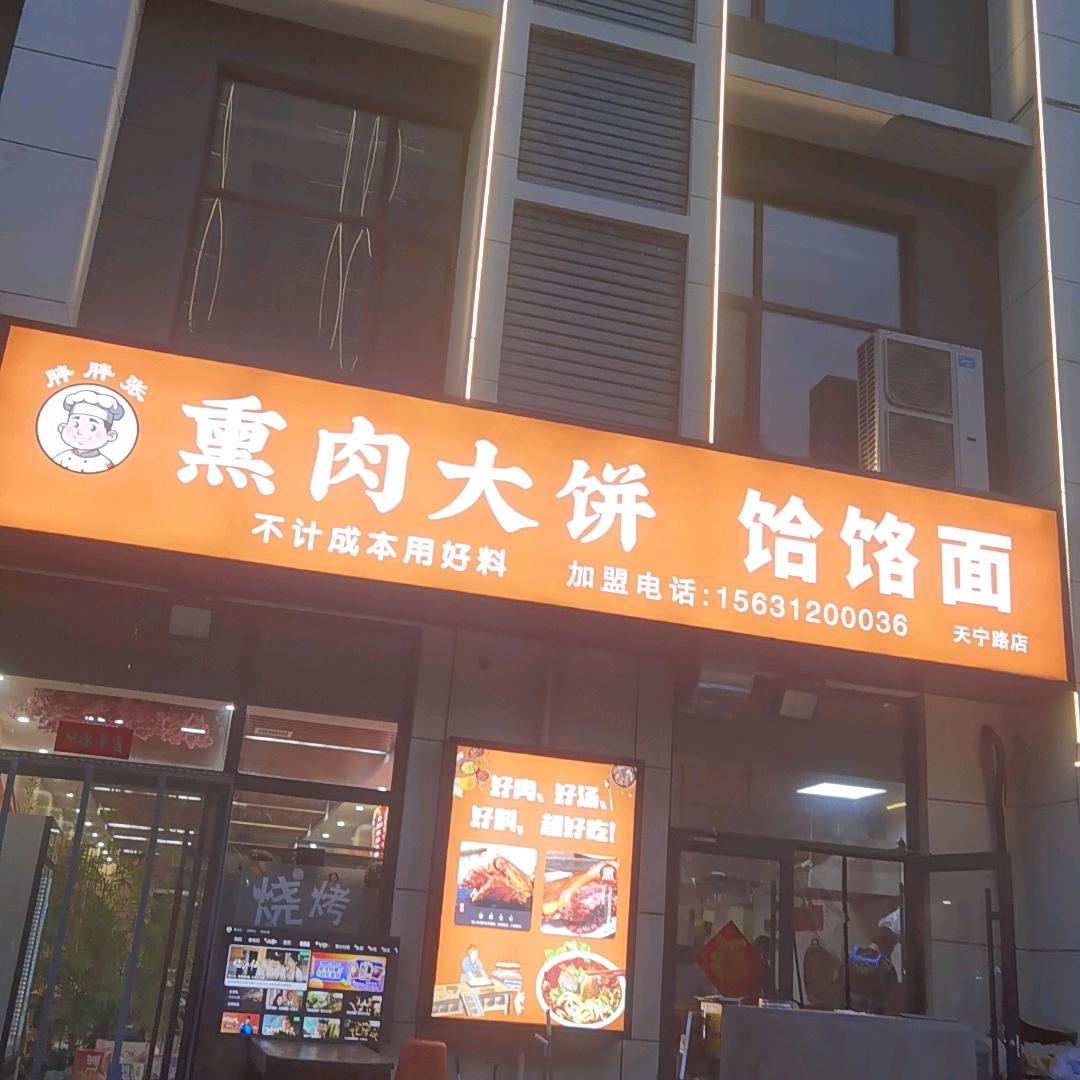 胖胖张
熏肉大饼 饸饹面
不计成本用好料 加盟电话:15631200036 天宁路店
好肉、好汤、
好料，超好吃!
烧烤